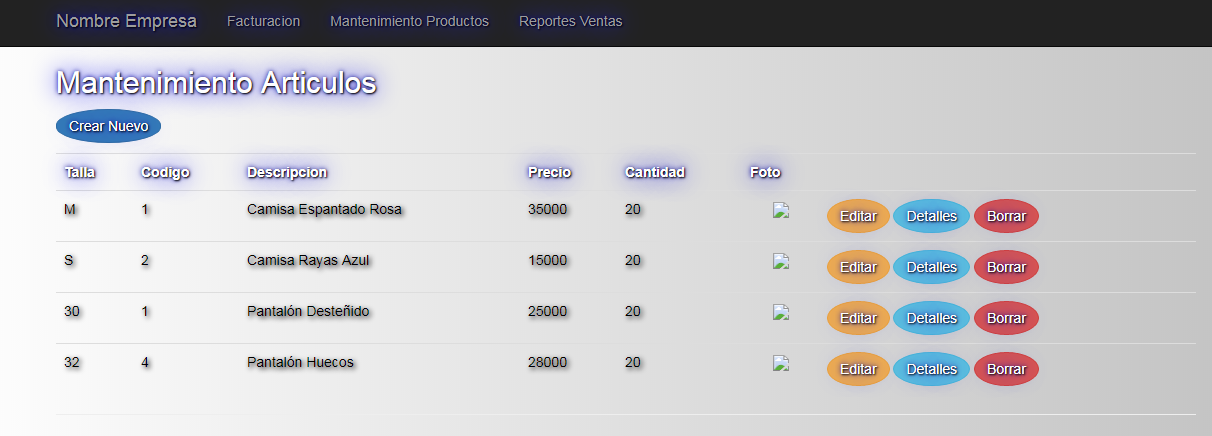 Nombre Empresa Facturacion Mantenimiento Productos Reportes Ventas
Mantenimiento Articulos
Crear Nuevo
Talla Codigo Descripcion Precio Cantidad Foto
M 1 Camisa Espantado Rosa 35000 20 Editar Detalles Borrar
S 2 Camisa Rayas Azul 15000 20 Editar Detalles Borrar
30 1 Pantalón Desteñido 25000 20 Editar Detalles Borrar
32 4 Pantalón Huecos 28000 20 Editar Detalles Borrar